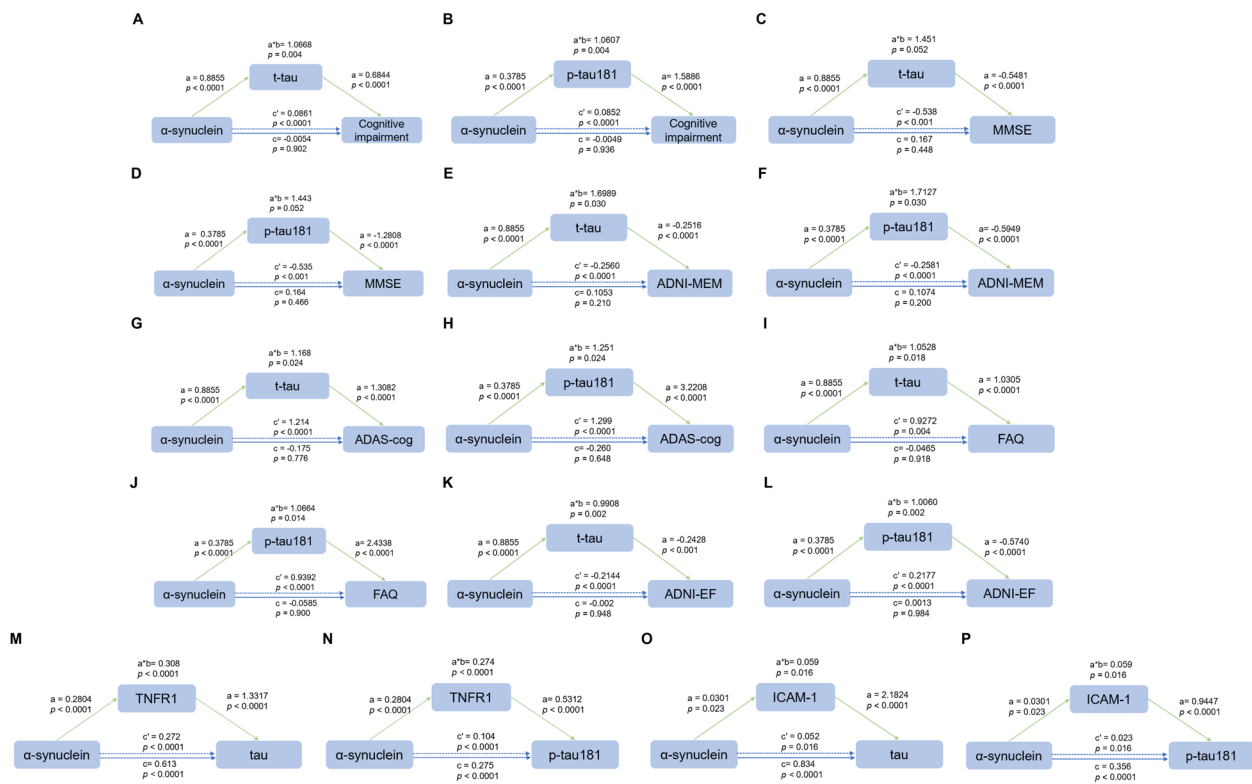 A
a*b= 1.0668
p = 0.004
a = 0.8855
p < 0.0001
t-tau
a = 0.6844
p < 0.0001
α-synuclein
c' = 0.0861
p < 0.0001
c= -0.0054
p = 0.902
Cognitive
impairment
B
a*b= 1.0607
p = 0.004
a = 0.3785
p < 0.0001
p-tau181
a= 1.5886
p < 0.0001
α-synuclein
c' = 0.0852
p < 0.0001
c = -0.0049
p = 0.936
Cognitive
impairment
C
a*b = 1.451
p = 0.052
a = 0.8855
p < 0.0001
t-tau
a = -0.5481
p < 0.0001
α-synuclein
c' = -0.538
p < 0.001
c = 0.167
p = 0.448
MMSE
D
a*b = 1.443
p = 0.052
a = 0.3785
p < 0.0001
p-tau181
a = -1.2808
p < 0.0001
α-synuclein
c' = -0.535
p < 0.001
c= 0.164
p = 0.466
MMSE
E
a*b = 1.6989
p = 0.030
a = 0.8855
p < 0.0001
t-tau
a = -0.2516
p < 0.0001
α-synuclein
c' = -0.2560
p < 0.0001
c= 0.1053
p = 0.210
ADNI-MEM
F
a*b = 1.7127
p = 0.030
a = 0.3785
p < 0.0001
p-tau181
a= -0.5949
p < 0.0001
α-synuclein
c' = -0.2581
p < 0.0001
c = 0.1074
p = 0.200
ADNI-MEM
G
a*b = 1.168
p = 0.024
a = 0.8855
p < 0.0001
t-tau
a = 1.3082
p < 0.0001
α-synuclein
c' = 1.214
p < 0.0001
c = -0.175
p = 0.776
ADAS-cog
H
a*b = 1.251
p = 0.024
a = 0.3785
p < 0.0001
p-tau181
a = 3.2208
p < 0.0001
α-synuclein
c' = 1.299
p < 0.0001
c= -0.260
p = 0.648
ADAS-cog
I
a*b = 1.0528
p = 0.018
a = 0.8855
p < 0.0001
t-tau
a = 1.0305
p < 0.0001
α-synuclein
c' = 0.9272
p = 0.004
c = -0.0465
p = 0.918
FAQ
J
a*b = 1.0664
p = 0.014
a = 0.3785
p < 0.0001
p-tau181
a= 2.4338
p < 0.0001
α-synuclein
c' = 0.9392
p < 0.0001
c = -0.0585
p = 0.900
FAQ
K
a*b = 0.9908
p = 0.002
a = 0.8855
p < 0.0001
t-tau
a = -0.2428
p < 0.001
α-synuclein
c' = -0.2144
p < 0.0001
c = -0.002
p = 0.948
ADNI-EF
L
a*b = 1.0060
p = 0.002
a = 0.3785
p < 0.0001
p-tau181
a = -0.5740
p < 0.0001
α-synuclein
c' = 0.2177
p < 0.0001
c= 0.0013
p = 0.984
ADNI-EF
M
a*b= 0.308
p < 0.0001
a = 0.2804
p < 0.0001
TNFR1
a = 1.3317
p < 0.0001
α-synuclein
c' = 0.272
p < 0.0001
c= 0.613
p < 0.0001
tau
N
a*b= 0.274
p < 0.0001
a = 0.2804
p < 0.0001
TNFR1
a= 0.5312
p < 0.0001
α-synuclein
c' = 0.104
p < 0.0001
c = 0.275
p < 0.0001
p-tau181
O
a*b= 0.059
p = 0.016
a = 0.0301
p = 0.023
ICAM-1
a = 2.1824
p < 0.0001
α-synuclein
c' = 0.052
p = 0.016
c = 0.834
p < 0.0001
tau
P
a*b = 0.059
p = 0.016
a = 0.0301
p = 0.023
ICAM-1
a= 0.9447
p < 0.0001
α-synuclein
c' = 0.023
p = 0.016
c = 0.356
p < 0.0001
p-tau181